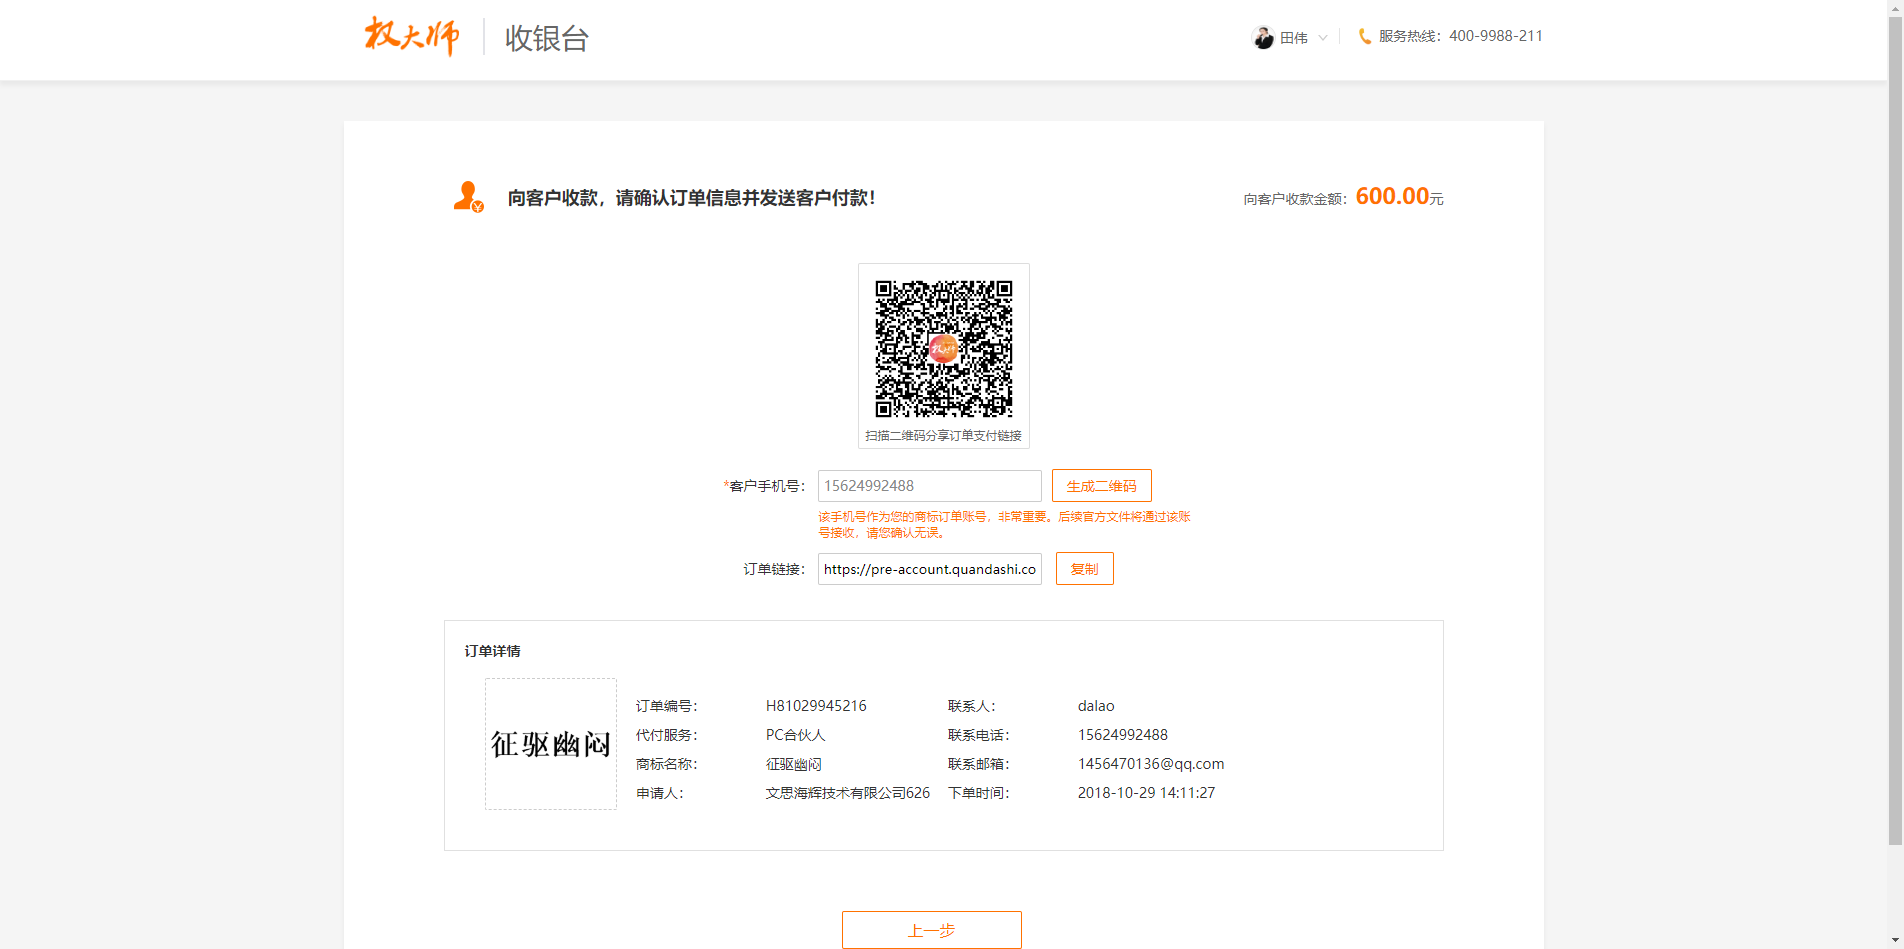 权大师 收银台 田伟 服务热线：400-9988-211
向客户收款，请确认订单信息并发送客户付款！ 向客户收款金额：600.00元
权大师
扫描二维码分享订单支付链接
*客户手机号： 15624992488 生成二维码
该手机号作为您的商标订单账号，非常重要。后续官方文件将通过该账
号接收，请您确认无误。
订单链接： https://pre-account.quandashi.co 复制
订单详情
征驱幽闷
订单编号： H81029945216 联系人： dalao
代付服务： PC合伙人 联系电话： 15624992488
商标名称： 征驱幽闷 联系邮箱： 1456470136@qq.com
申请人： 文思海辉技术有限公司626 下单时间： 2018-10-29 14:11:27
上一步